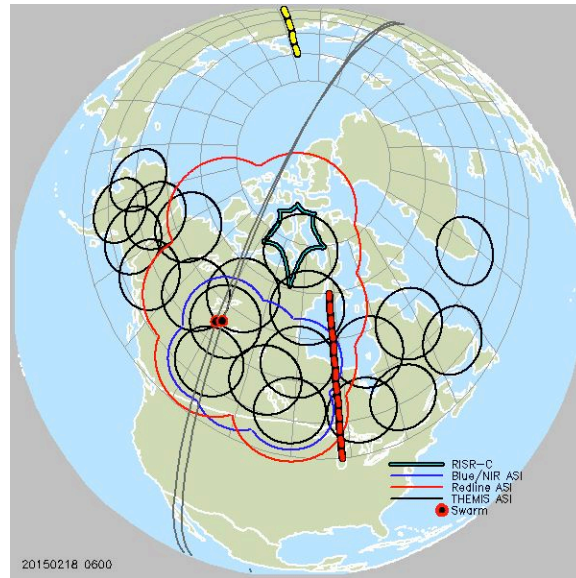 RISR-C
Blue/NIR ASI
Redline ASI
THEMIS ASI
Swarm
20150218 0600